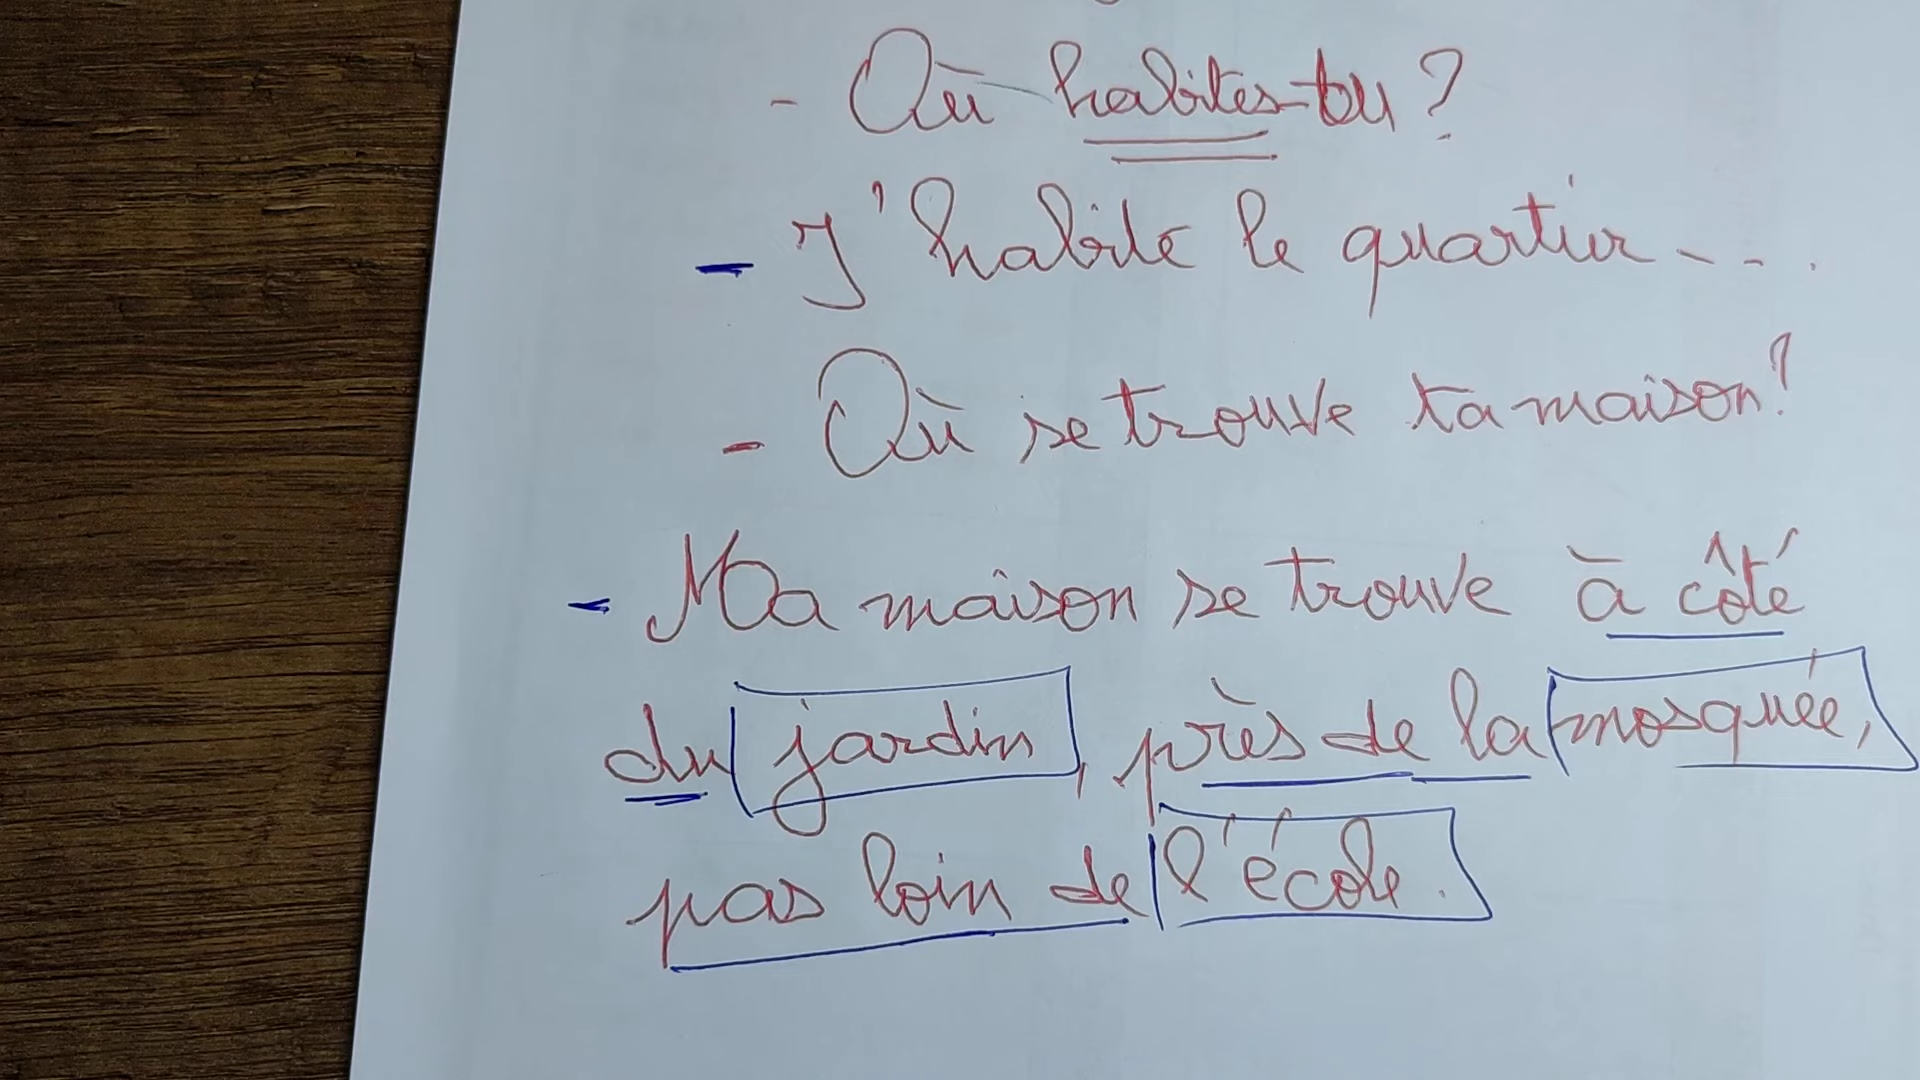 - Où habites-tu ?
- J'habite le quartier - - .
- Où se trouve ta maison ?
- Ma maison se trouve à côté
du jardin, près de la mosquée,
pas loin de l'école.